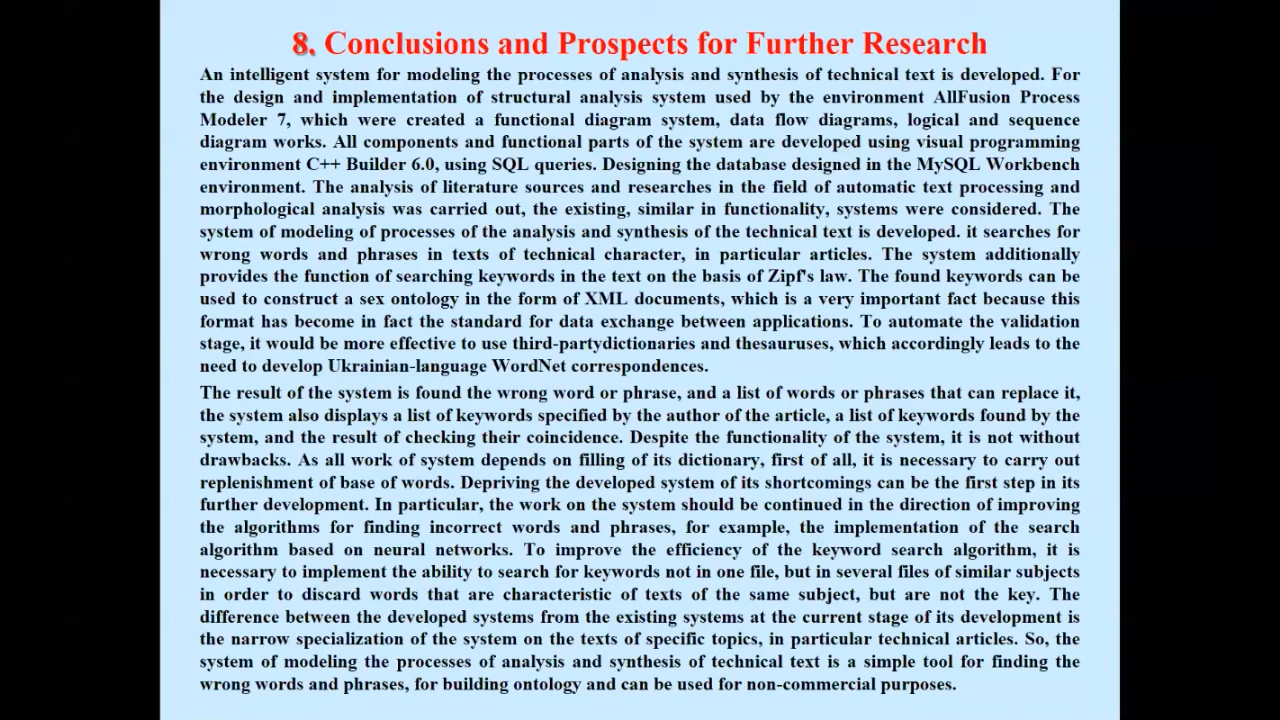 8. Conclusions and Prospects for Further Research
An intelligent system for modeling the processes of analysis and synthesis of technical text is developed. For
the design and implementation of structural analysis system used by the environment AllFusion Process
Modeler 7, which were created a functional diagram system, data flow diagrams, logical and sequence
diagram works. All components and functional parts of the system are developed using visual programming
environment C++ Builder 6.0, using SQL queries. Designing the database designed in the MySQL Workbench
environment. The analysis of literature sources and researches in the field of automatic text processing and
morphological analysis was carried out, the existing, similar in functionality, systems were considered. The
system of modeling of processes of the analysis and synthesis of the technical text is developed. it searches for
wrong words and phrases in texts of technical character, in particular articles. The system additionally
provides the function of searching keywords in the text on the basis of Zipf's law. The found keywords can be
used to construct a sex ontology in the form of XML documents, which is a very important fact because this
format has become in fact the standard for data exchange between applications. To automate the validation
stage, it would be more effective to use third-partydictionaries and thesauruses, which accordingly leads to the
need to develop Ukrainian-language WordNet correspondences.
The result of the system is found the wrong word or phrase, and a list of words or phrases that can replace it,
the system also displays a list of keywords specified by the author of the article, a list of keywords found by the
system, and the result of checking their coincidence. Despite the functionality of the system, it is not without
drawbacks. As all work of system depends on filling of its dictionary, first of all, it is necessary to carry out
replenishment of base of words. Depriving the developed system of its shortcomings can be the first step in its
further development. In particular, the work on the system should be continued in the direction of improving
the algorithms for finding incorrect words and phrases, for example, the implementation of the search
algorithm based on neural networks. To improve the efficiency of the keyword search algorithm, it is
necessary to implement the ability to search for keywords not in one file, but in several files of similar subjects
in order to discard words that are characteristic of texts of the same subject, but are not the key. The
difference between the developed systems from the existing systems at the current stage of its development is
the narrow specialization of the system on the texts of specific topics, in particular technical articles. So, the
system of modeling the processes of analysis and synthesis of technical text is a simple tool for finding the
wrong words and phrases, for building ontology and can be used for non-commercial purposes.